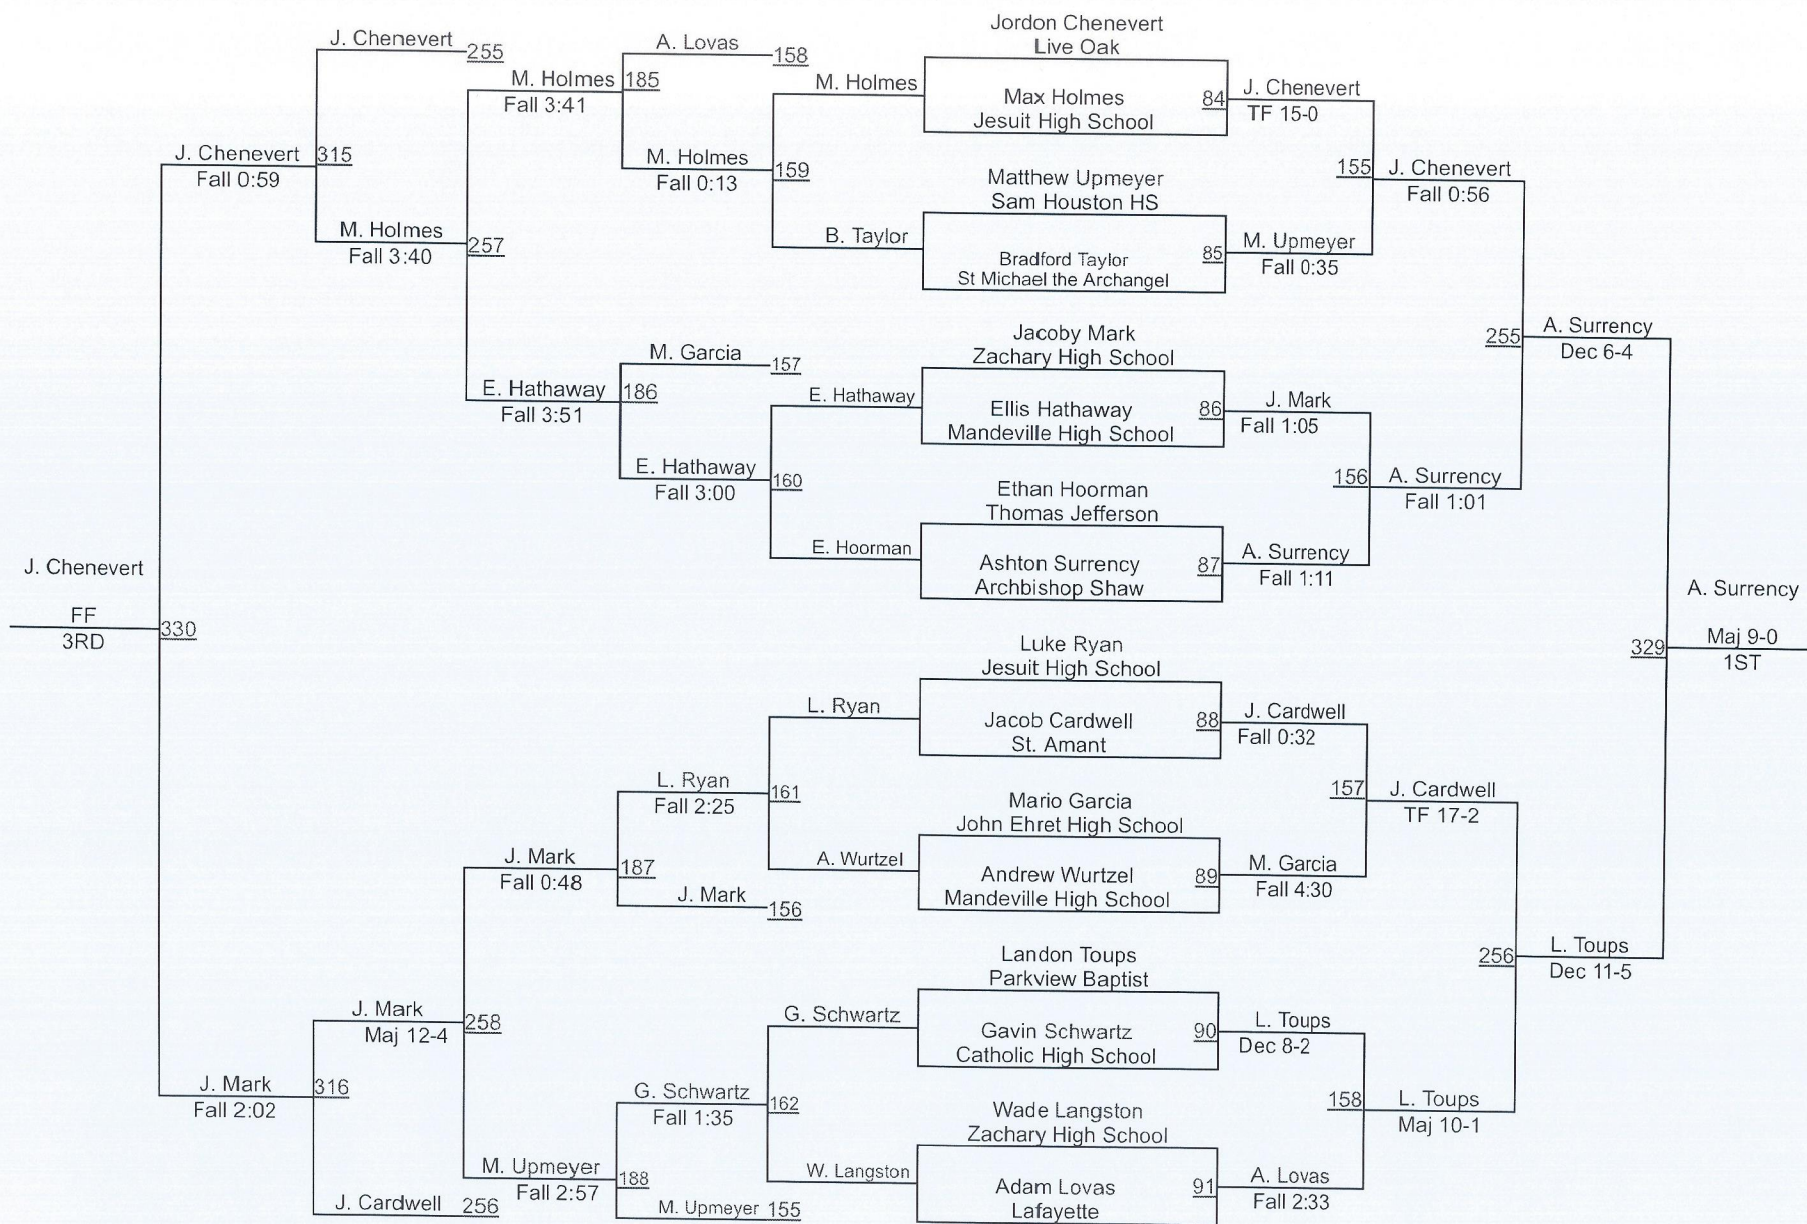 Jordon Chenevert
Live Oak
J. Chenevert
255
A. Lovas
158
M. Holmes
185
Fall 3:41
M. Holmes
Max Holmes
84
Jesuit High School
J. Chenevert
TF 15-0
J. Chenevert
315
Fall 0:59
M. Holmes
159
Fall 0:13
Matthew Upmeyer
Sam Houston HS
155
J. Chenevert
Fall 0:56
M. Holmes
257
Fall 3:40
B. Taylor
Bradford Taylor
85
St Michael the Archangel
M. Upmeyer
Fall 0:35
Jacoby Mark
Zachary High School
M. Garcia
157
255
A. Surrency
Dec 6-4
E. Hathaway
186
Fall 3:51
E. Hathaway
Ellis Hathaway
86
Mandeville High School
J. Mark
Fall 1:05
E. Hathaway
160
Fall 3:00
Ethan Hoorman
Thomas Jefferson
156
A. Surrency
Fall 1:01
E. Hoorman
Ashton Surrency
87
Archbishop Shaw
A. Surrency
Fall 1:11
J. Chenevert
FF
330
3RD
A. Surrency
329
Maj 9-0
1ST
Luke Ryan
Jesuit High School
L. Ryan
Jacob Cardwell
88
St. Amant
J. Cardwell
Fall 0:32
L. Ryan
161
Fall 2:25
Mario Garcia
John Ehret High School
157
J. Cardwell
TF 17-2
J. Mark
187
Fall 0:48
A. Wurtzel
Andrew Wurtzel
89
Mandeville High School
M. Garcia
Fall 4:30
J. Mark
156
Landon Toups
Parkview Baptist
256
L. Toups
Dec 11-5
J. Mark
258
Maj 12-4
G. Schwartz
Gavin Schwartz
90
Catholic High School
L. Toups
Dec 8-2
J. Mark
316
Fall 2:02
G. Schwartz
162
Fall 1:35
Wade Langston
Zachary High School
158
L. Toups
Maj 10-1
M. Upmeyer
188
Fall 2:57
W. Langston
Adam Lovas
91
Lafayette
A. Lovas
Fall 2:33
J. Cardwell
256
M. Upmeyer
155